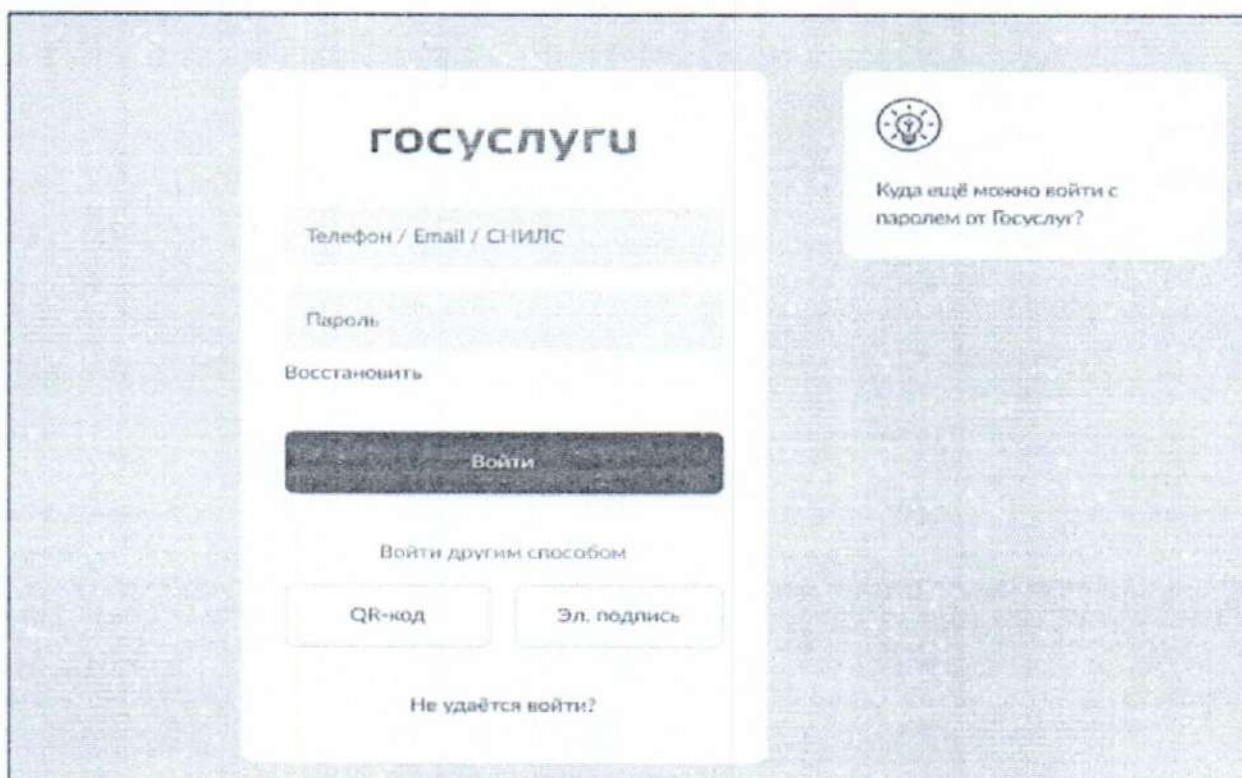 госуслуги
Телефон / Email / СНИЛС
Пароль
Восстановить
Войти
Войти другим способом
QR-код
Эл. подпись
Не удаётся войти?
Куда ещё можно войти с
паролем от Госуслуг?